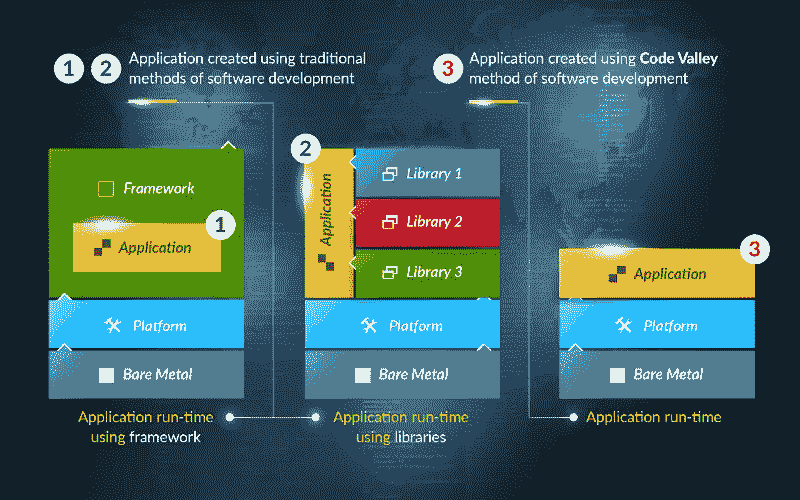 1 2 Application created using traditional
methods of software development
3 Application created using Code Valley
method of software development
Framework
1
Application
Platform
Bare Metal
Application run-time
using framework
2
Application
Library 1
Library 2
Library 3
Platform
Bare Metal
Application run-time
using libraries
3
Application
Platform
Bare Metal
Application run-time